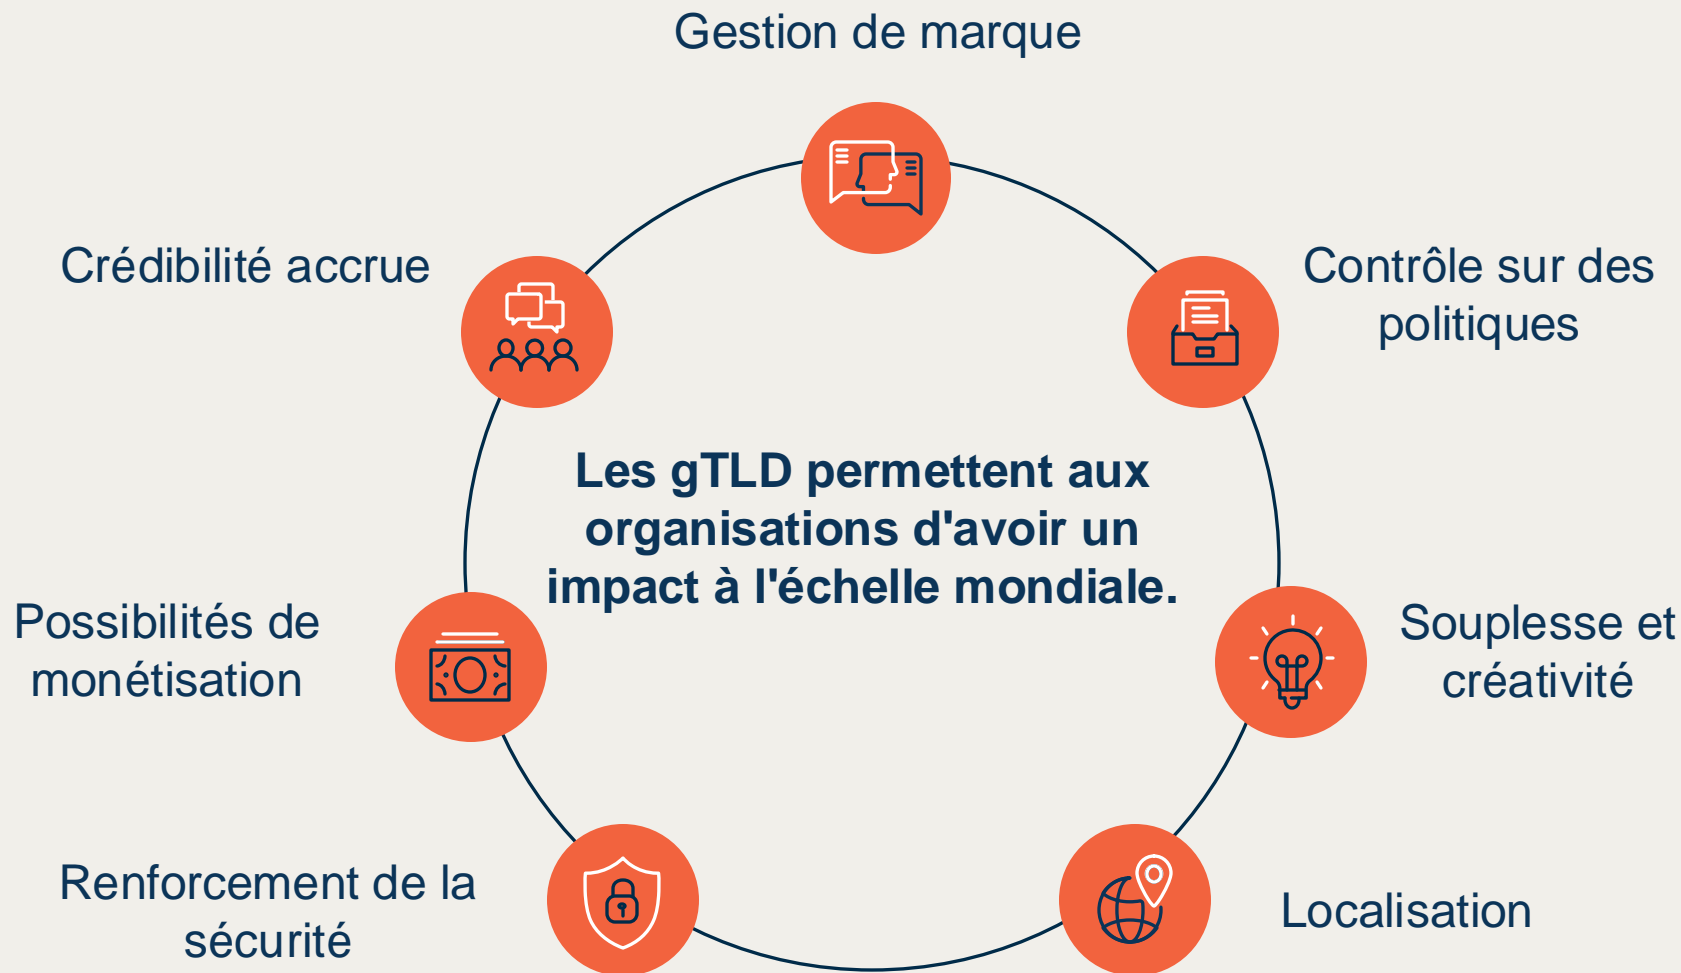 Gestion de marque
Crédibilité accrue
Contrôle sur des
politiques
Les gTLD permettent aux
organisations d'avoir un
impact à l'échelle mondiale.
Possibilités de
monétisation
Souplesse et
créativité
Renforcement de la
sécurité
Localisation